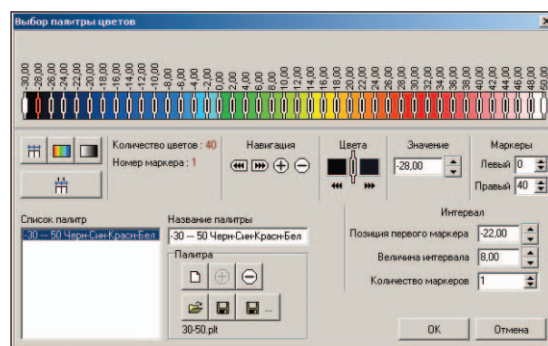 Выбор палитры цветов
-30,00 -28,00 -26,00 -24,00 -22,00 -20,00 -18,00 -16,00 -14,00 -12,00 -10,00 -8,00 -6,00 -4,00 -2,00 0,00 2,00 4,00 6,00 8,00 10,00 12,00 14,00 16,00 18,00 20,00 22,00 24,00 26,00 28,00 30,00 32,00 34,00 36,00 38,00 40,00 42,00 44,00 46,00 48,00 50,00
Количество цветов : 40
Номер маркера : 1
Навигация
Цвета
Значение
-28,00
Маркеры
Левый 0
Правый 40
Список палитр
-30 --- 50 Черн-Син-Красн-Бел
Название палитры
-30 --- 50 Черн-Син-Красн-Бел
Палитра
...
30-50.plt
Интервал
Позиция первого маркера -22,00
Величина интервала 8,00
Количество маркеров 1
OK
Отмена